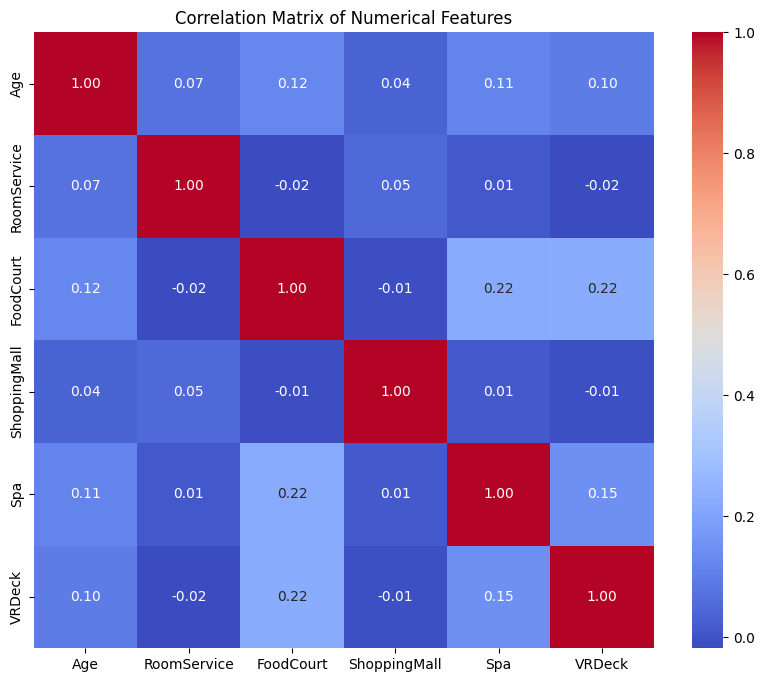 Correlation Matrix of Numerical Features
Age 1.00 0.07 0.12 0.04 0.11 0.10
RoomService 0.07 1.00 -0.02 0.05 0.01 -0.02
FoodCourt 0.12 -0.02 1.00 -0.01 0.22 0.22
ShoppingMall 0.04 0.05 -0.01 1.00 0.01 -0.01
Spa 0.11 0.01 0.22 0.01 1.00 0.15
VRDeck 0.10 -0.02 0.22 -0.01 0.15 1.00
Age RoomService FoodCourt ShoppingMall Spa VRDeck
1.0
0.8
0.6
0.4
0.2
0.0